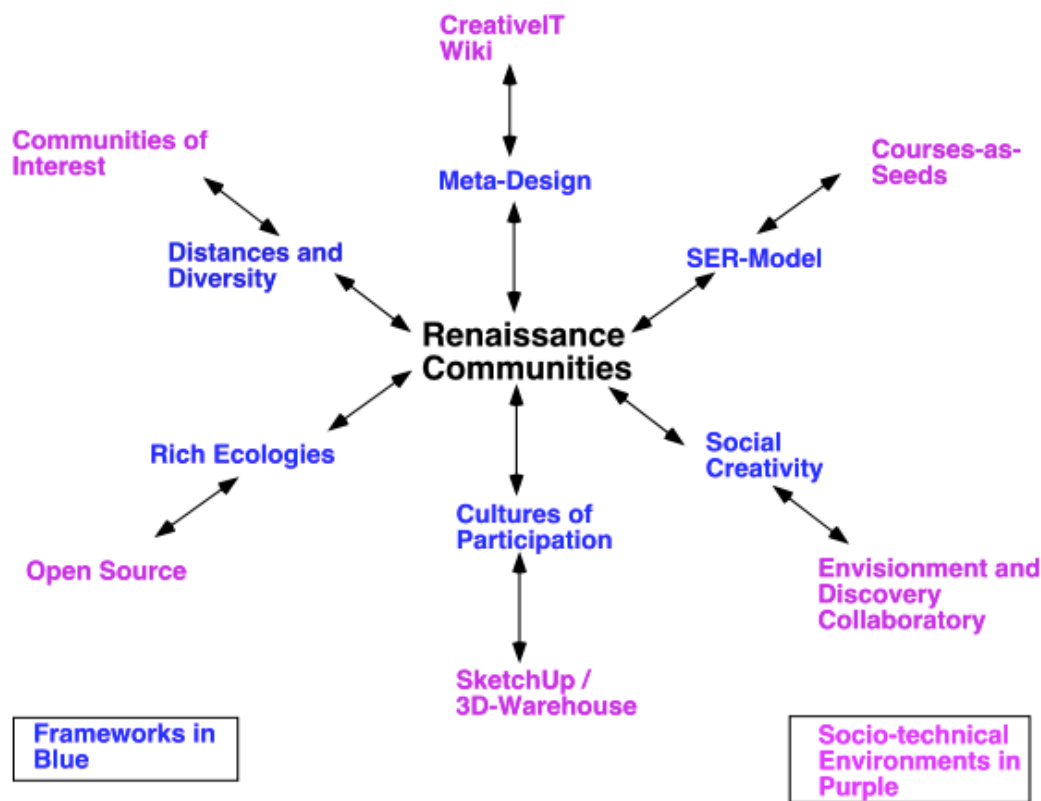 CreativeIT
Wiki
Communities of
Interest
Courses-as-
Seeds
Meta-Design
Distances and
Diversity
SER-Model
Renaissance
Communities
Rich Ecologies
Social
Creativity
Cultures of
Participation
Open Source
Envisionment and
Discovery
Collaboratory
SketchUp /
3D-Warehouse
Frameworks in
Blue
Socio-technical
Environments in
Purple